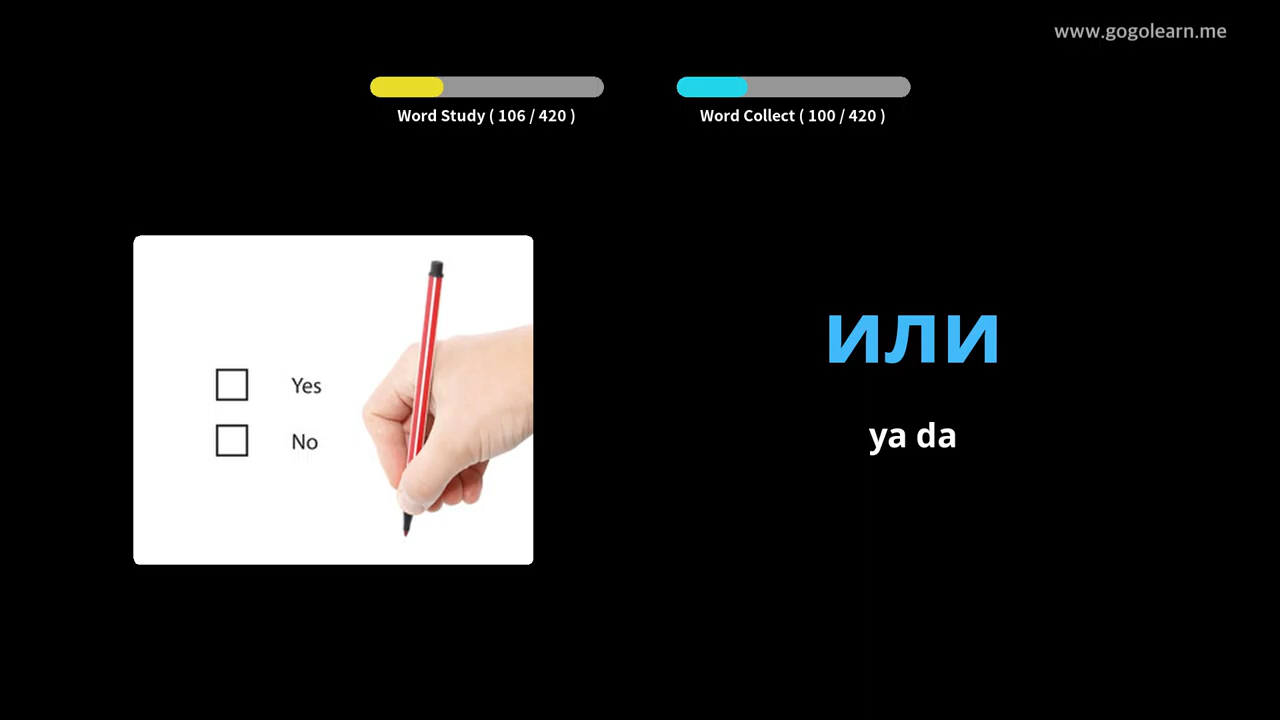 www.gogolearn.me
Word Study ( 106 / 420 )
Word Collect ( 100 / 420 )
Yes
No
или
ya da